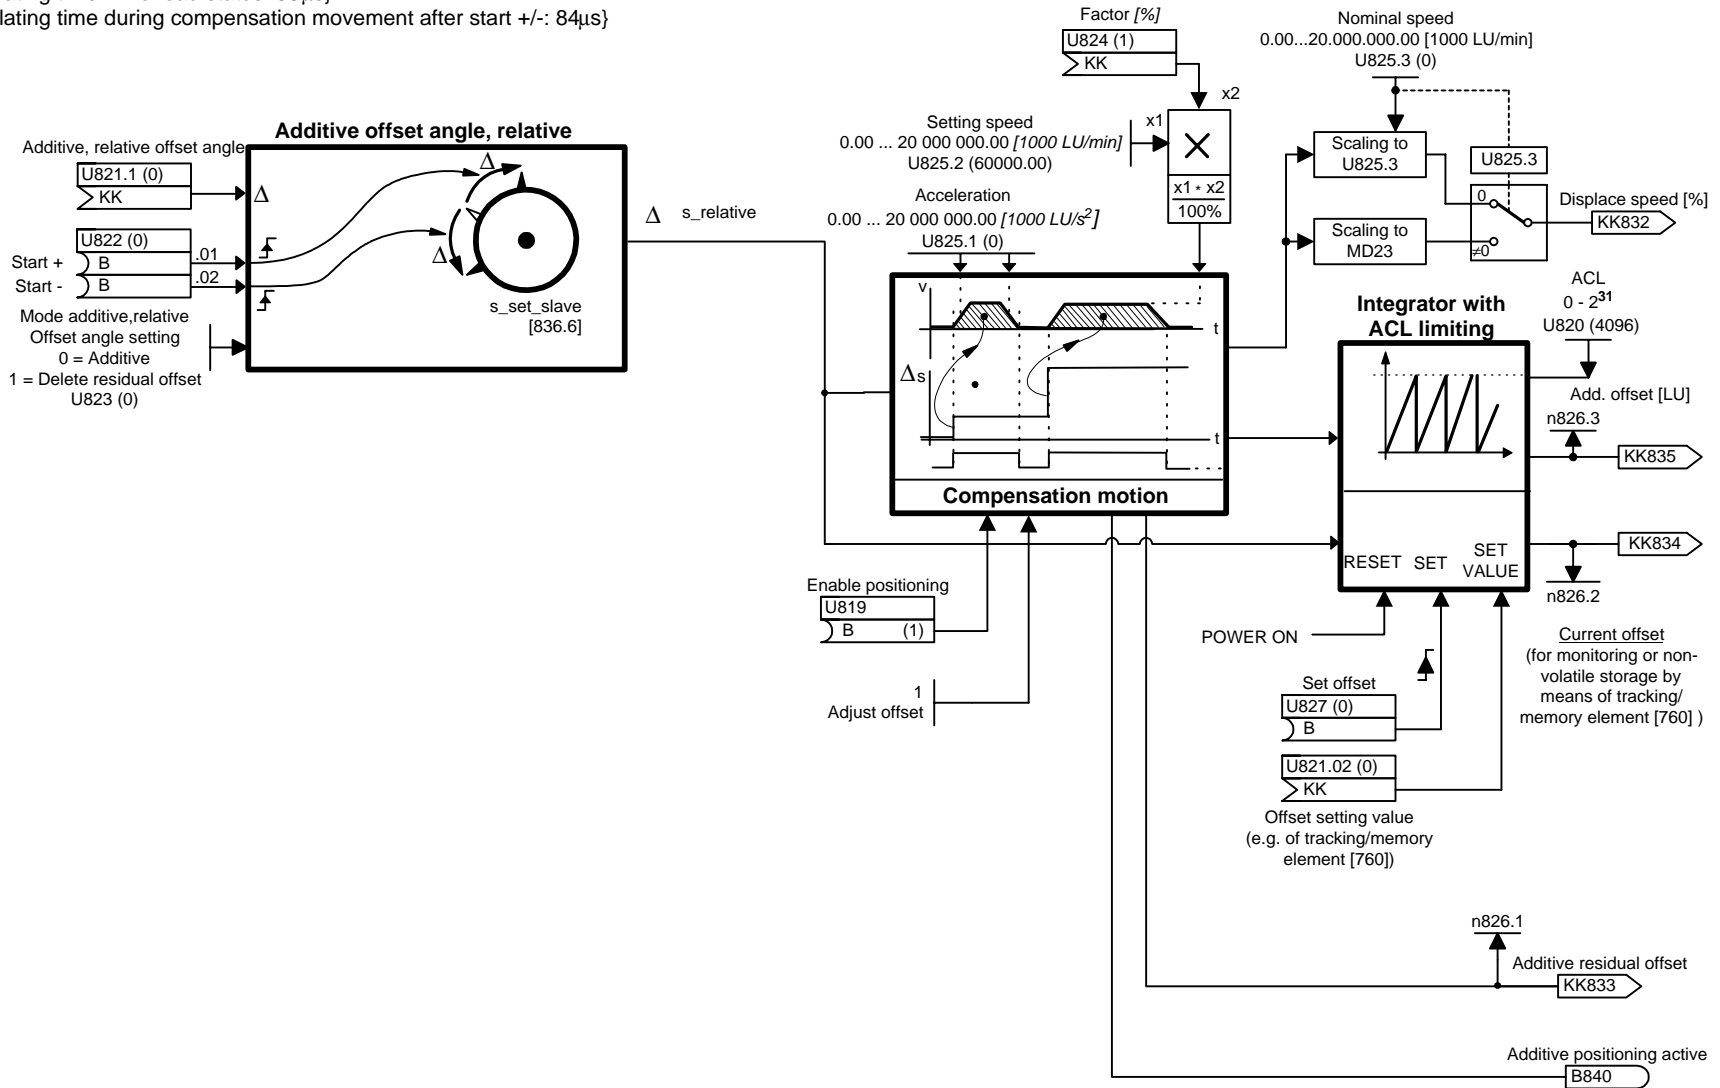 lating time during compensation movement after start +/-: 84µs}
Factor [%]
U824 (1)
KK
Nominal speed
0.00...20.000.000.00 [1000 LU/min]
U825.3 (0)
x2
x1
x1 * x2
100%
Setting speed
0.00 ... 20 000 000.00 [1000 LU/min]
U825.2 (60000.00)
Acceleration
0.00 ... 20 000 000.00 [1000 LU/s²]
U825.1 (0)
Scaling to
U825.3
U825.3
Scaling to
MD23
0
≠0
Displace speed [%]
KK832
Additive offset angle, relative
Additive, relative offset angle
U821.1 (0)
KK
Δ
U822 (0)
Start +
B
.01
Start -
B
.02
Mode additive,relative
Offset angle setting
0 = Additive
1 = Delete residual offset
U823 (0)
Δ
Δ
s_set_slave
[836.6]
Δ s_relative
v
t
Δs
t
Compensation motion
Integrator with
ACL limiting
ACL
0 - 2³¹
U820 (4096)
Add. offset [LU]
n826.3
KK835
KK834
n826.2
RESET
SET
SET
VALUE
Current offset
(for monitoring or non-
volatile storage by
means of tracking/
memory element [760] )
Enable positioning
U819
B (1)
1
Adjust offset
POWER ON
Set offset
U827 (0)
B
U821.02 (0)
KK
Offset setting value
(e.g. of tracking/memory
element [760])
n826.1
Additive residual offset
KK833
Additive positioning active
B840